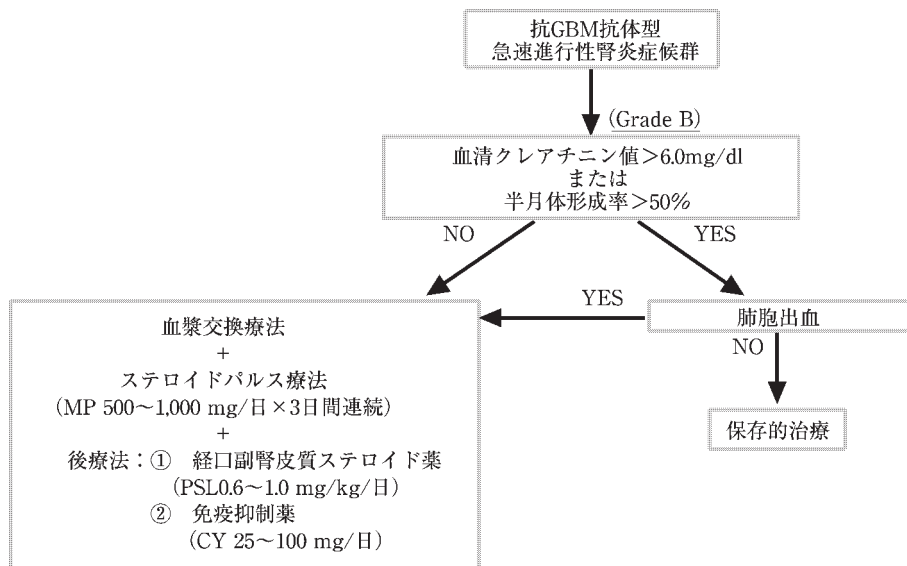 抗GBM抗体型
急速進行性腎炎症候群
(Grade B)
血清クレアチニン値>6.0mg/dl
または
半月体形成率>50%
NO
YES
YES
肺胞出血
NO
保存的治療
血漿交換療法
+
ステロイドパルス療法
(MP 500~1,000 mg/日×3日間連続)
+
後療法:① 経口副腎皮質ステロイド薬
(PSL0.6~1.0 mg/kg/日)
② 免疫抑制薬
(CY 25~100 mg/日)